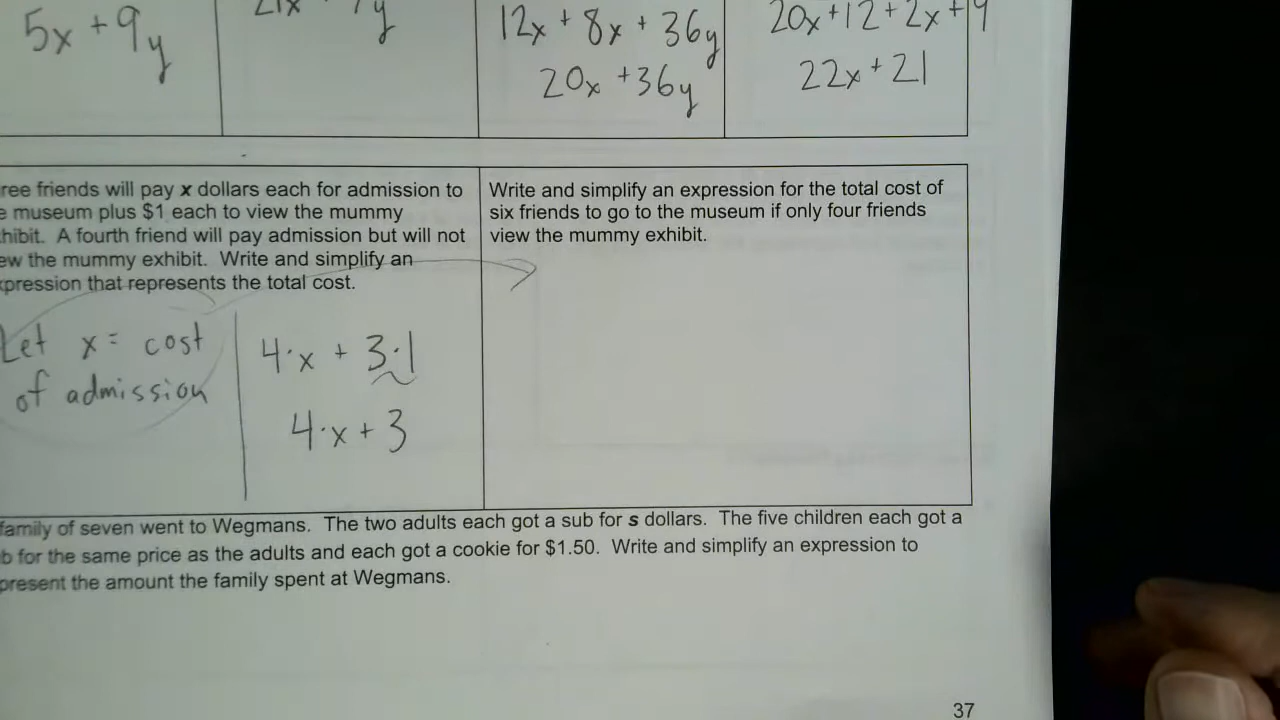 5x + 9y
21x y
12x + 8x + 36y
20x + 36y
20x + 12 + 2x + 9
22x + 21
ree friends will pay x dollars each for admission to
e museum plus $1 each to view the mummy
hibit. A fourth friend will pay admission but will not
ew the mummy exhibit. Write and simplify an
pression that represents the total cost.
Let x = cost
of admission
4·x + 3·1
4·x + 3
Write and simplify an expression for the total cost of
six friends to go to the museum if only four friends
view the mummy exhibit.
family of seven went to Wegmans. The two adults each got a sub for s dollars. The five children each got a
b for the same price as the adults and each got a cookie for $1.50. Write and simplify an expression to
present the amount the family spent at Wegmans.
37